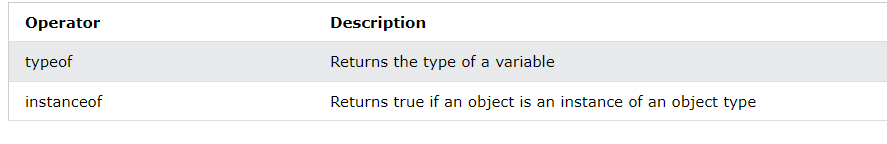 Operator Description
typeof Returns the type of a variable
instanceof Returns true if an object is an instance of an object type